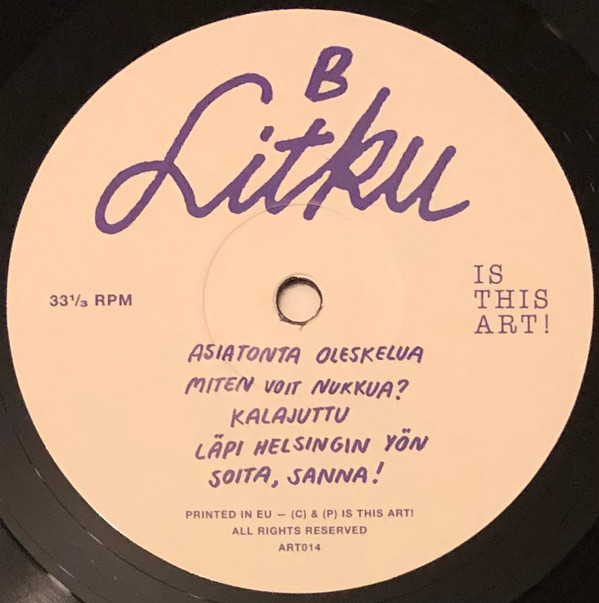 B
Litku
33¹/₃ RPM
IS
THIS
ART!
ASIATONTA OLESKELUA
MITEN VOIT NUKKUA?
KALAJUTTU
LÄPI HELSINGIN YÖN
SOITA, SANNA!
PRINTED IN EU – (C) & (P) IS THIS ART!
ALL RIGHTS RESERVED
ART014